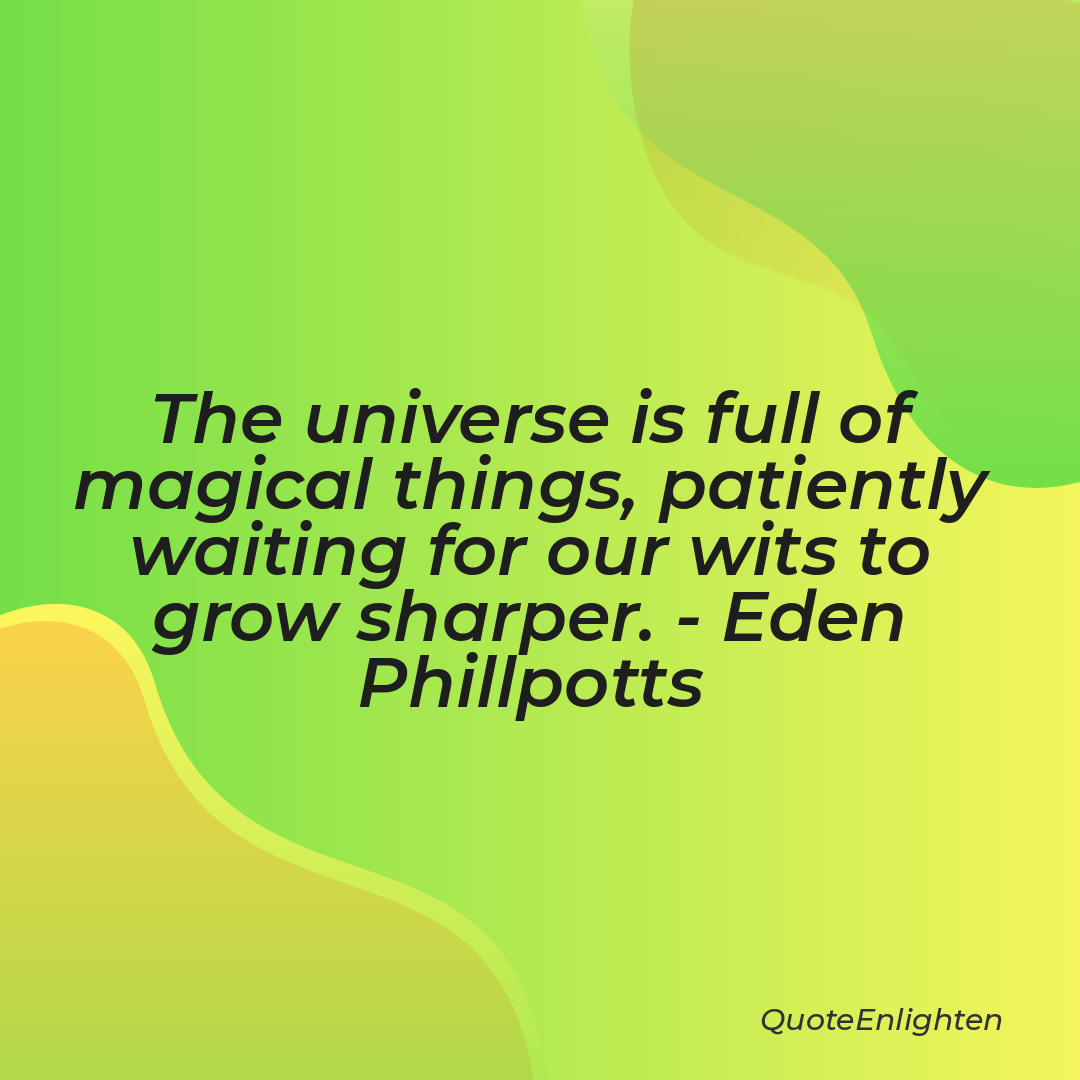 The universe is full of
magical things, patiently
waiting for our wits to
grow sharper. - Eden
Phillpotts
QuoteEnlighten